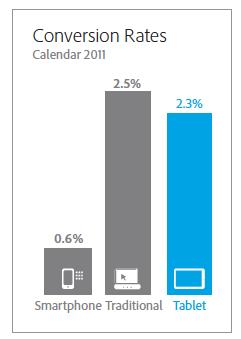 Conversion Rates
Calendar 2011
2.5%
2.3%
0.6%
Smartphone Traditional Tablet